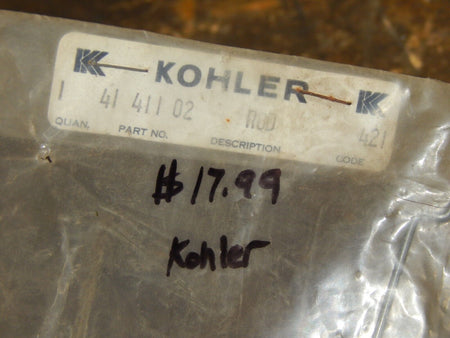 K KOHLER K
1 41 411 02 ROD 421
QUAN. PART NO. DESCRIPTION CODE
$17.99
Kohler